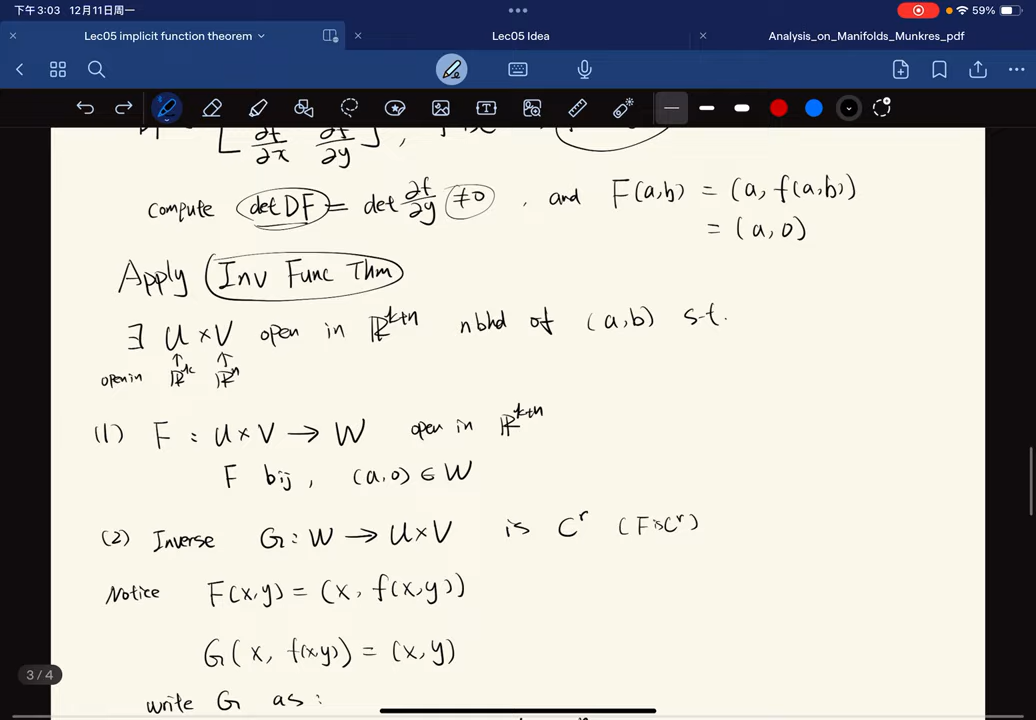 下午3:03 12月11日周一
59%
Lec05 implicit function theorem
Lec05 Idea
Analysis_on_Manifolds_Munkres_pdf
∂f/∂x ∂f/∂y ,
compute det DF = det ∂f/∂y ≠0 , and F(a,b) = (a, f(a,b))
= (a, 0)
Apply Inv Func Thm
∃ U × V open in ℝ^{k+n} nbhd of (a,b) s.t.
open in ℝ^k ℝ^n
(1) F : U × V → W open in ℝ^{k+n}
F bij , (a,0) ∈ W
(2) Inverse G : W → U × V is C^r (F is C^r)
Notice F(x,y) = (x, f(x,y))
G(x, f(x,y)) = (x,y)
write G as :
3/4